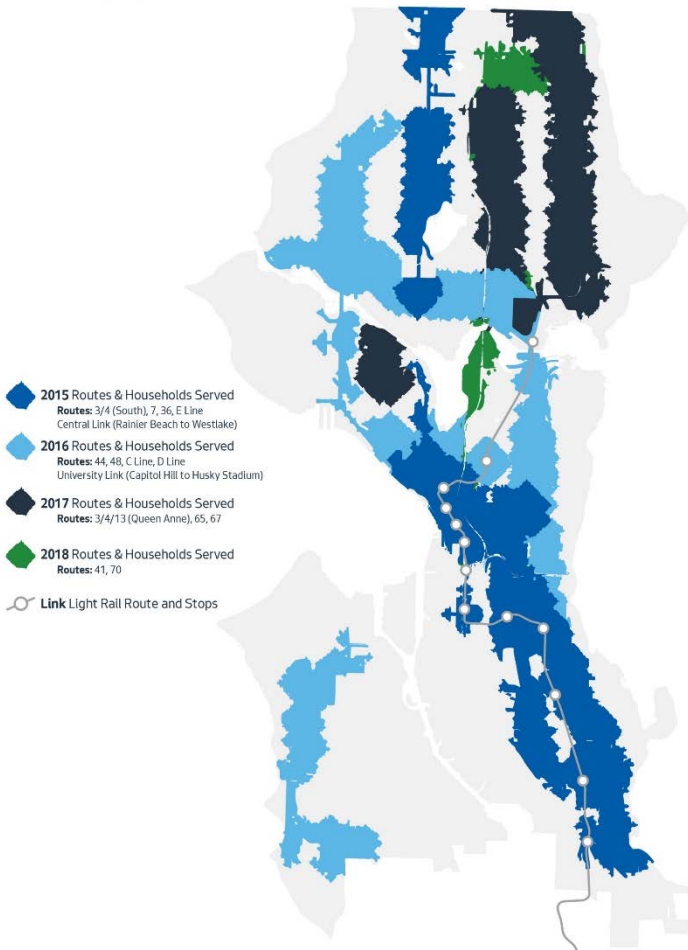 2015 Routes & Households Served
Routes: 3/4 (South), 7, 36, E Line
Central Link (Rainier Beach to Westlake)
2016 Routes & Households Served
Routes: 44, 48, C Line, D Line
University Link (Capitol Hill to Husky Stadium)
2017 Routes & Households Served
Routes: 3/4/13 (Queen Anne), 65, 67
2018 Routes & Households Served
Routes: 41, 70
Link Light Rail Route and Stops